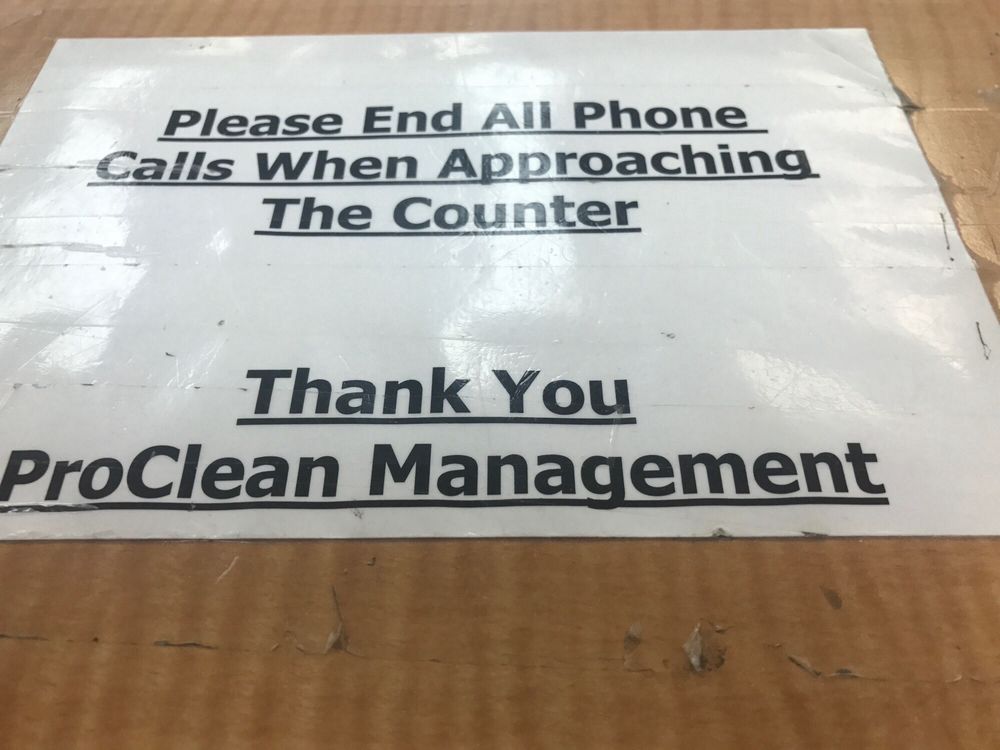 Please End All Phone
Calls When Approaching
The Counter
Thank You
ProClean Management